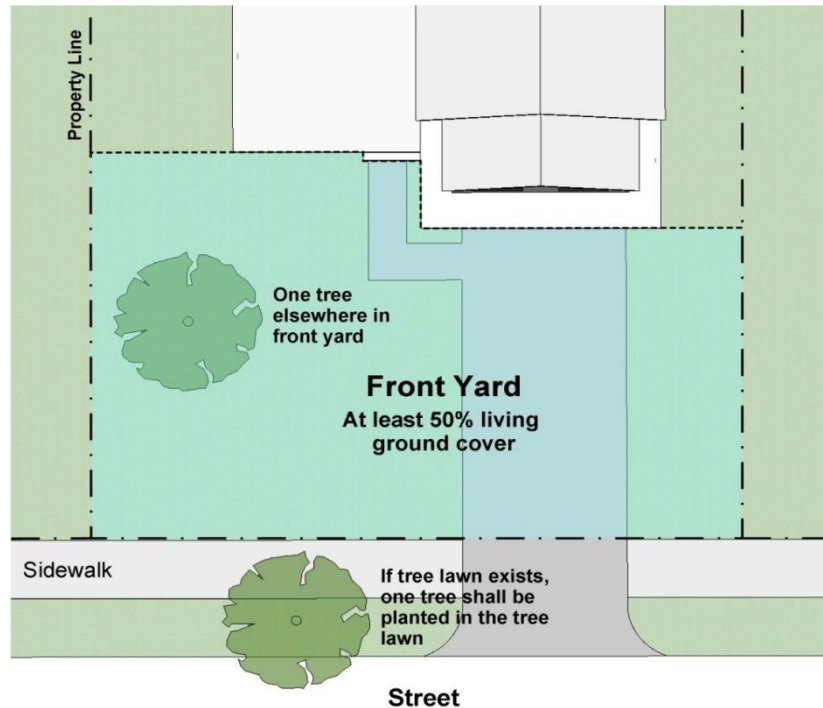 Property Line
One tree
elsewhere in
front yard
Front Yard
At least 50% living
ground cover
Sidewalk
If tree lawn exists,
one tree shall be
planted in the tree
lawn
Street